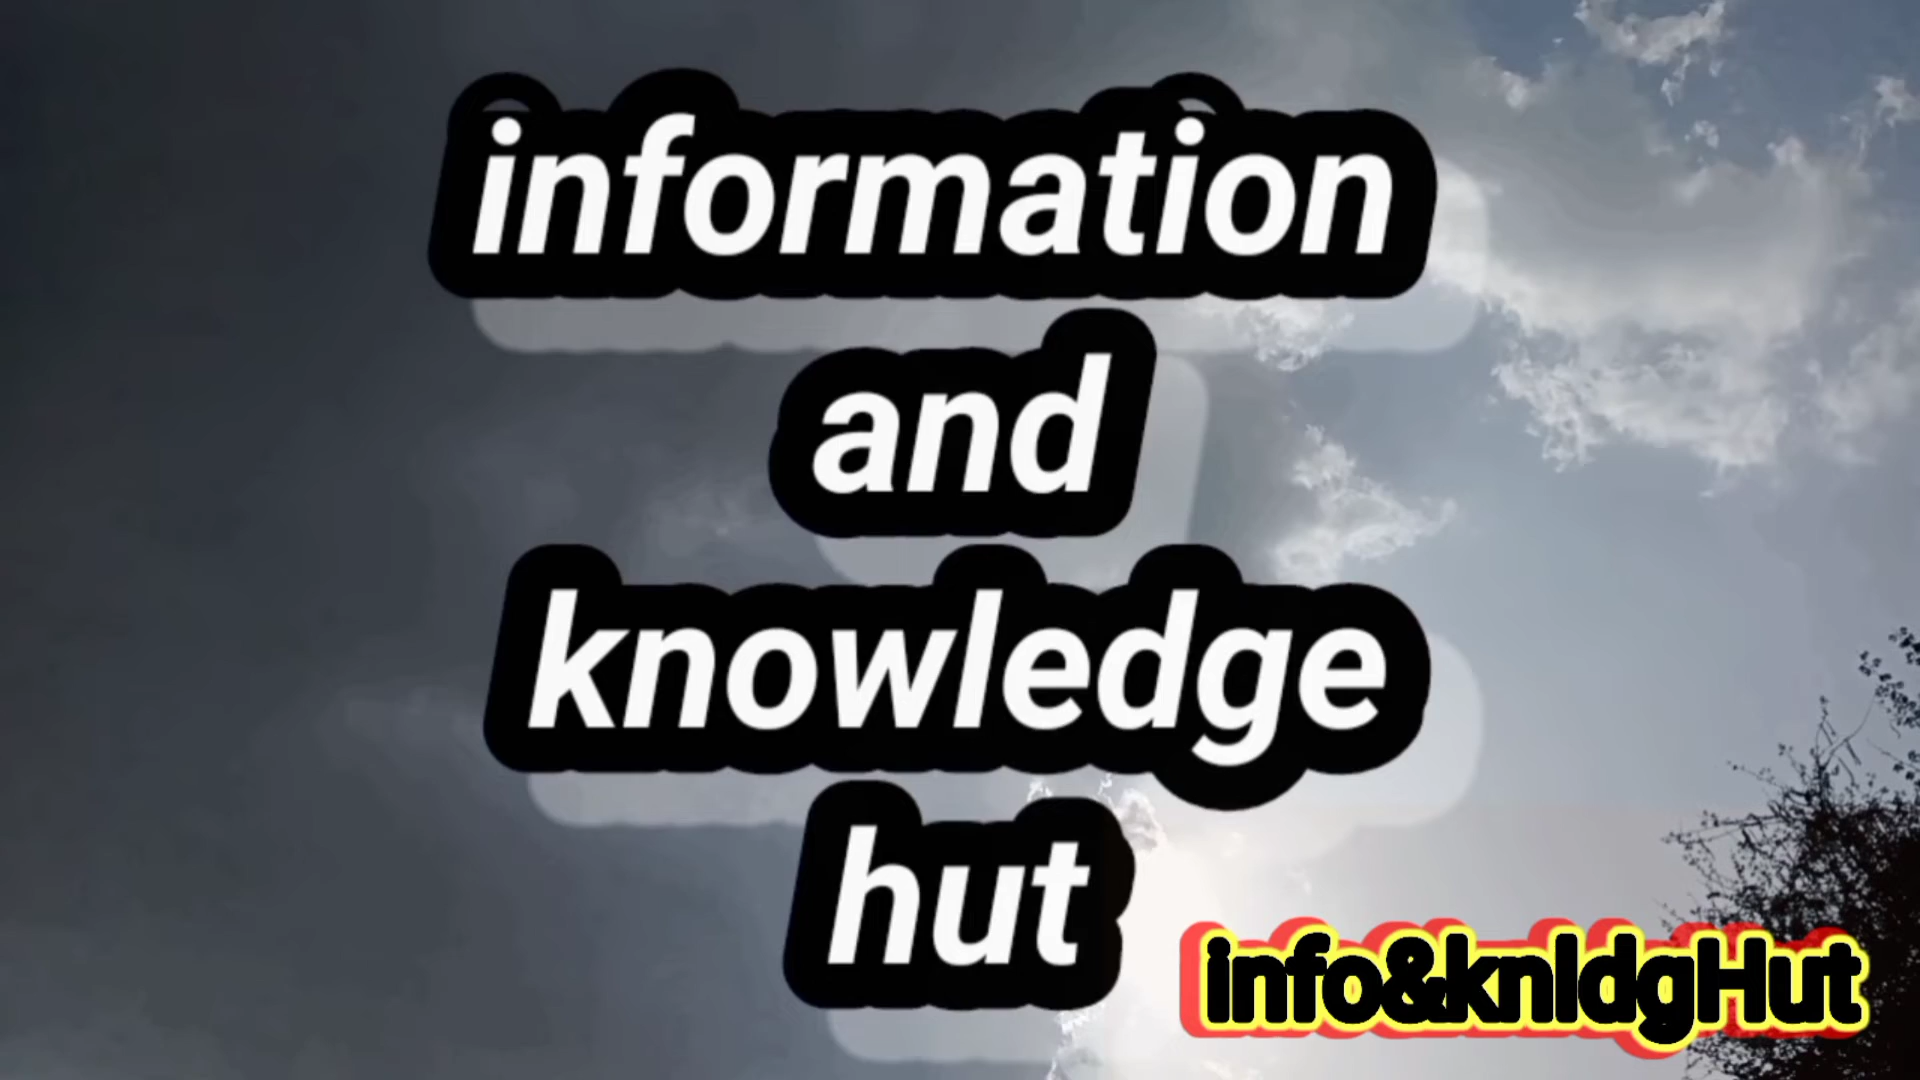 information
and
knowledge
hut
info&knldgHut